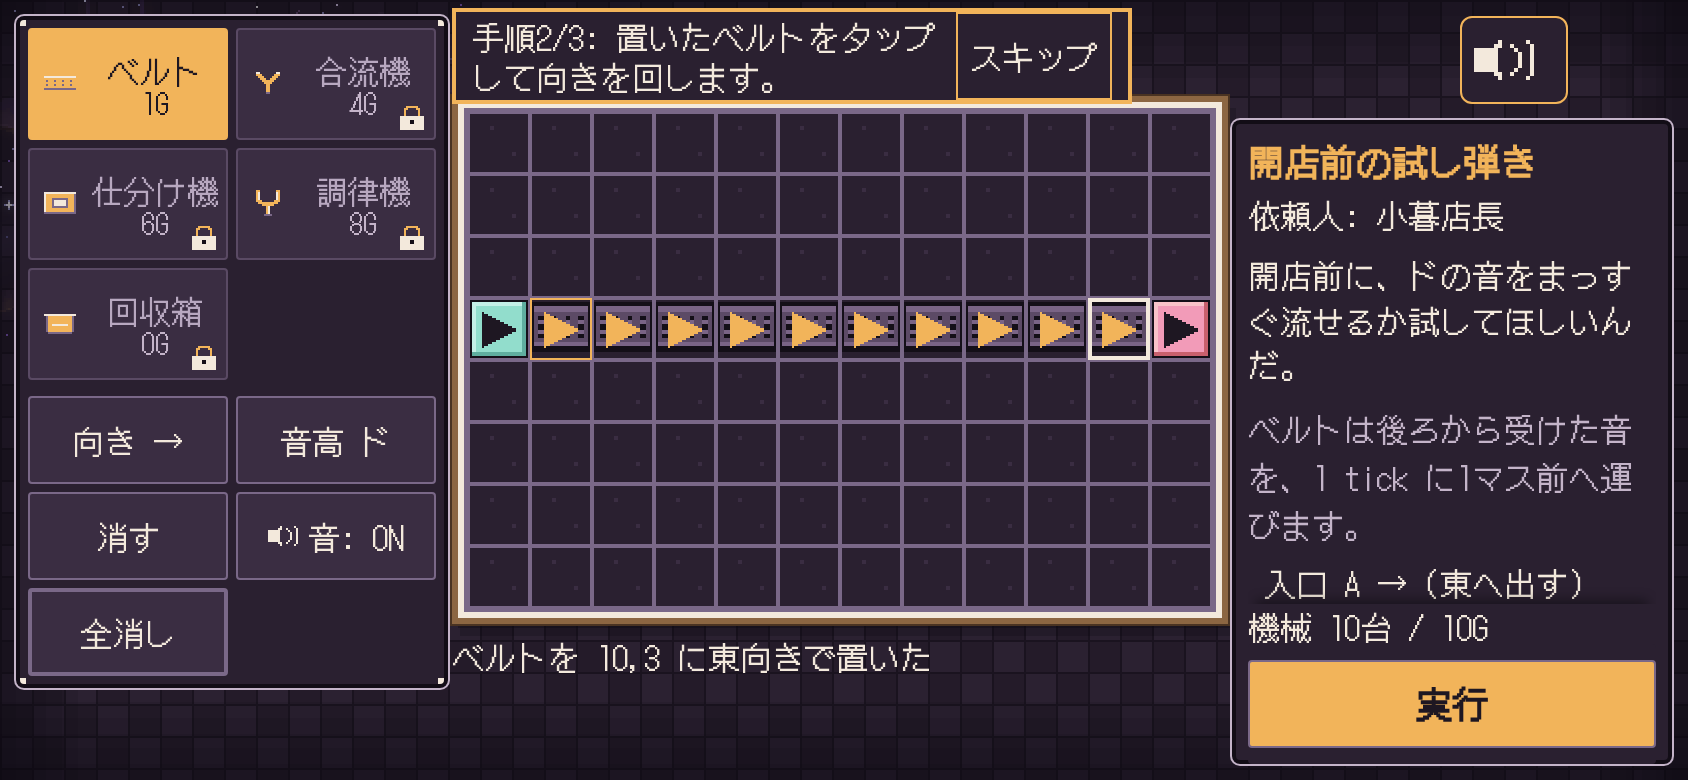 手順2/3: 置いたベルトをタップ
して向きを回します。
スキップ
ベルト
1G
合流機
4G
仕分け機
6G
調律機
8G
回収箱
0G
向き →
音高 ド
消す
音: ON
全消し
ベルトを 10,3 に東向きで置いた
開店前の試し弾き
依頼人: 小暮店長
開店前に、ドの音をまっす
ぐ流せるか試してほしいん
だ。
ベルトは後ろから受けた音
を、1 tick に1マス前へ運
びます。
入口 A →(東へ出す)
機械 10台 / 10G
実行